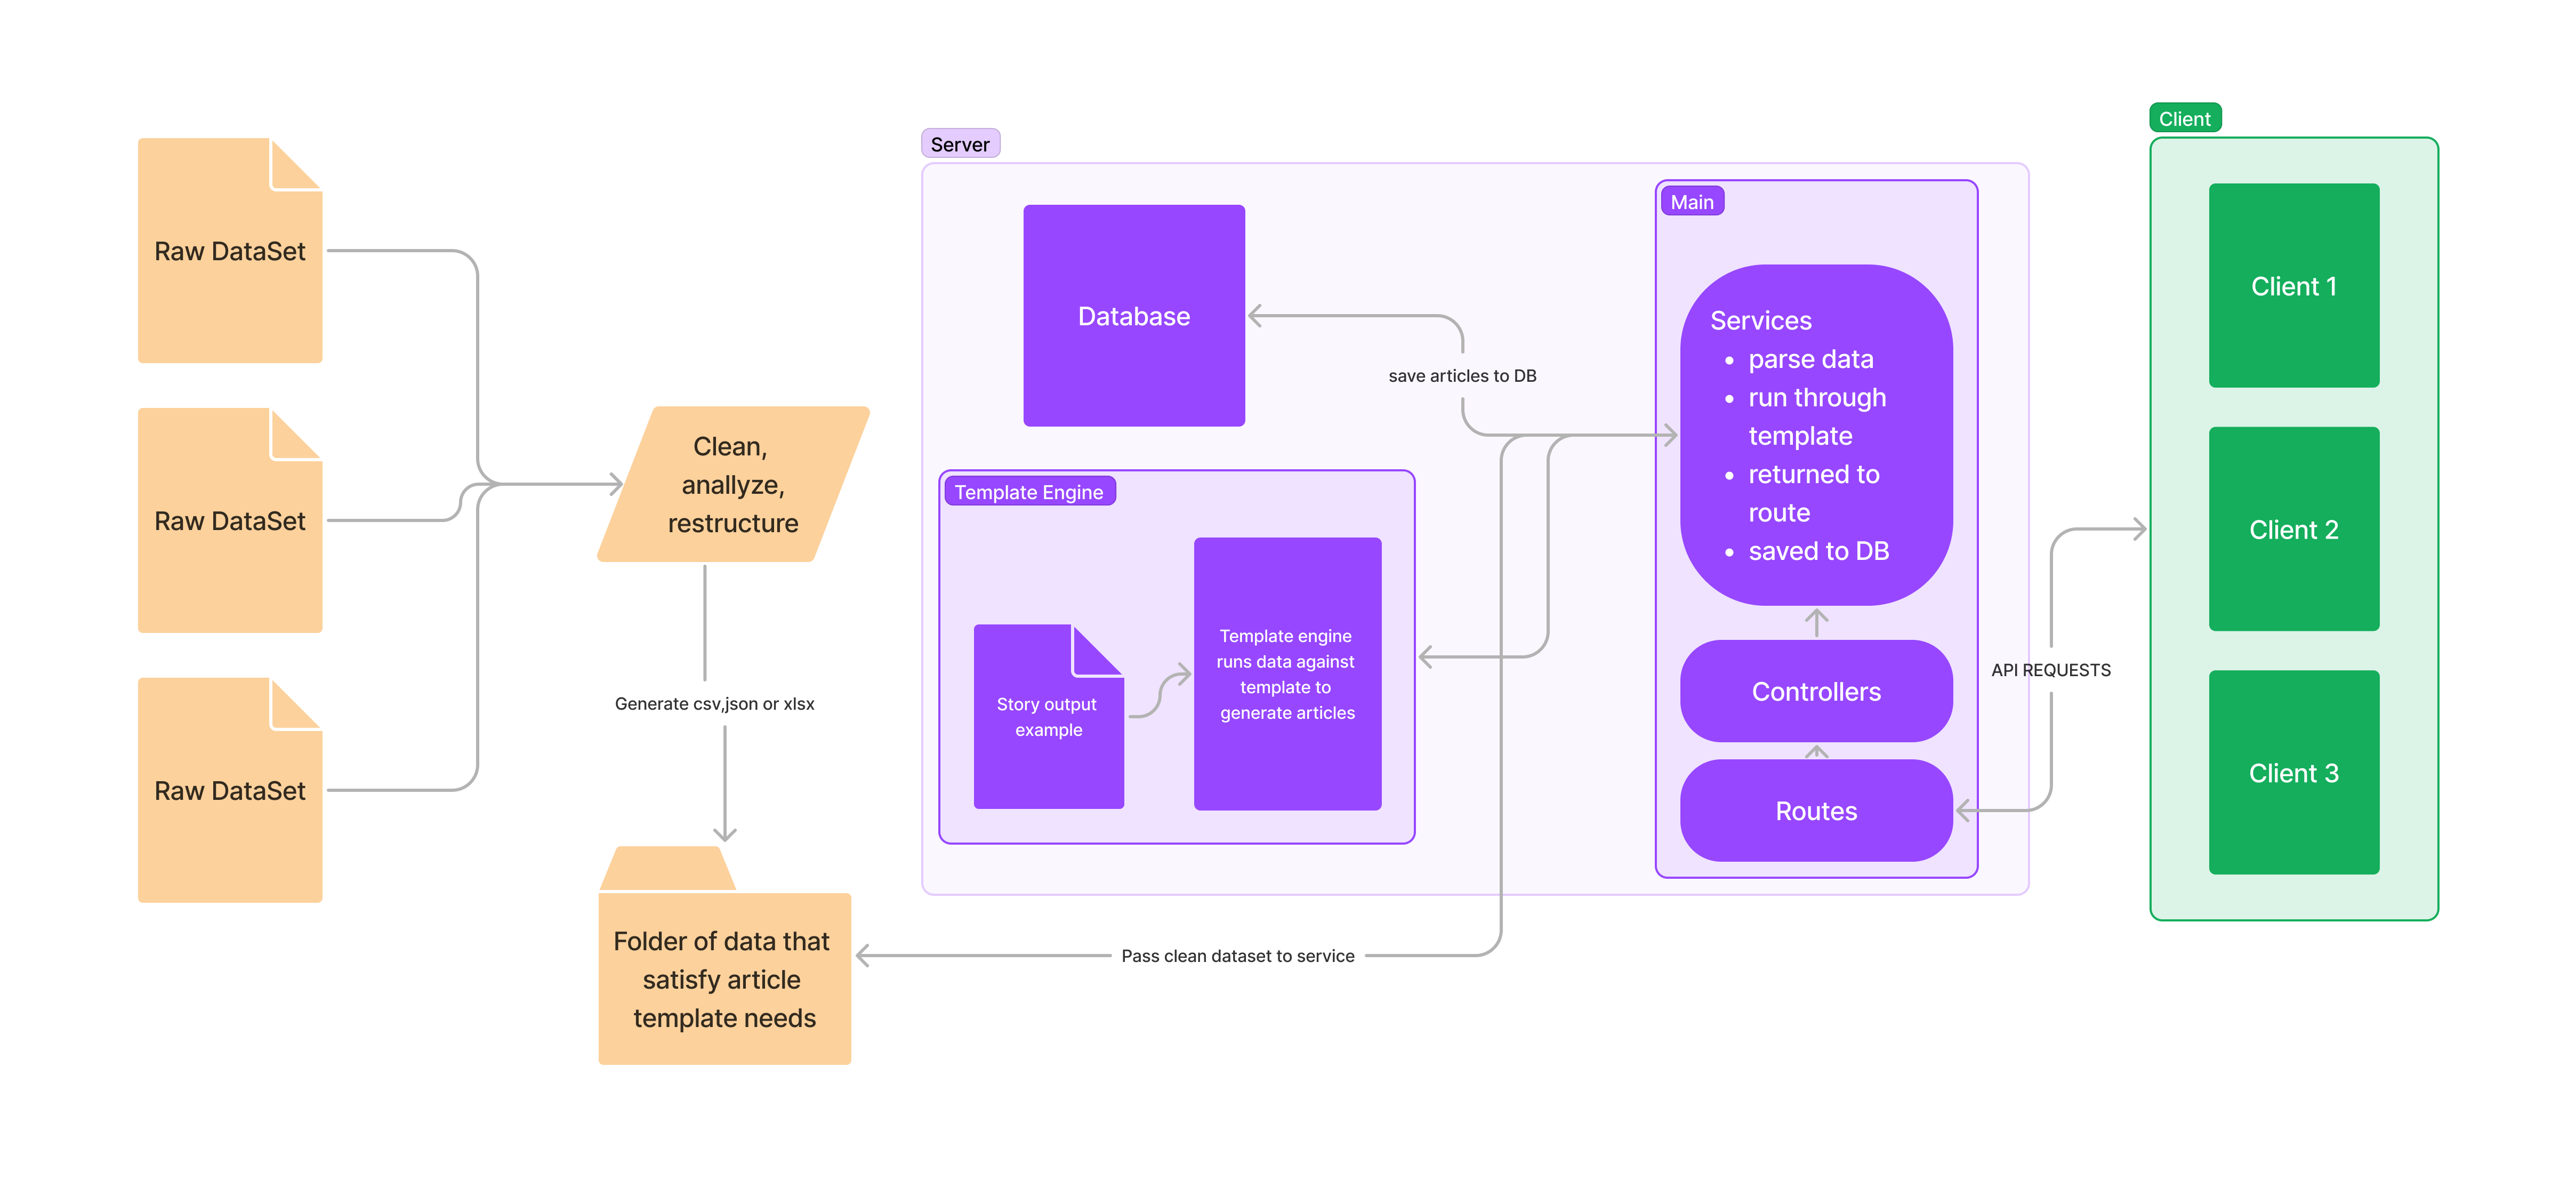 Raw DataSet
Raw DataSet
Raw DataSet
Clean,
anallyze,
restructure
Generate csv,json or xlsx
Folder of data that
satisfy article
template needs
Pass clean dataset to service
Server
Database
save articles to DB
Template Engine
Story output
example
Template engine
runs data against
template to
generate articles
Main
Services
• parse data
• run through
template
• returned to
route
• saved to DB
Controllers
Routes
API REQUESTS
Client
Client 1
Client 2
Client 3